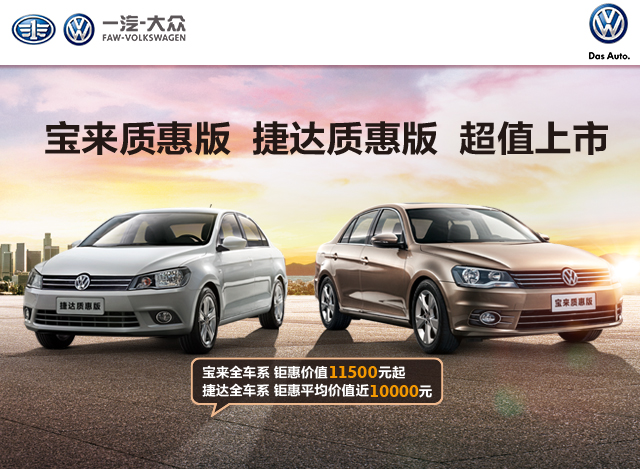 一汽-大众
FAW-VOLKSWAGEN
Das Auto.
宝来质惠版 捷达质惠版 超值上市
捷达质惠版
宝来质惠版
宝来全车系 钜惠价值11500元起
捷达全车系 钜惠平均价值近10000元